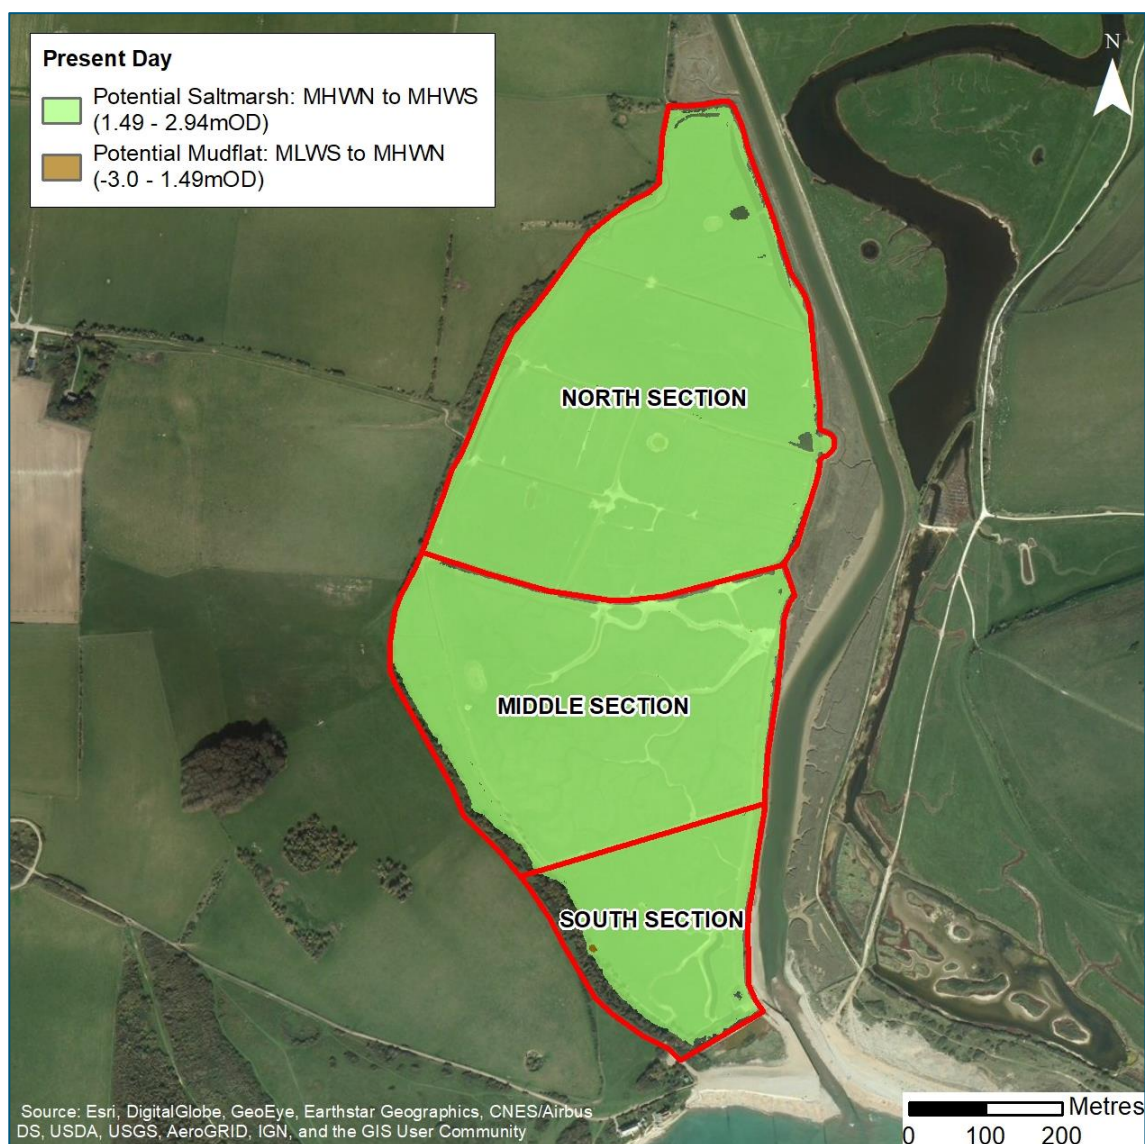 Present Day
Potential Saltmarsh: MHWN to MHWS
(1.49 - 2.94mOD)
Potential Mudflat: MLWS to MHWN
(-3.0 - 1.49mOD)
N
NORTH SECTION
MIDDLE SECTION
SOUTH SECTION
Source: Esri, DigitalGlobe, GeoEye, Earthstar Geographics, CNES/Airbus
DS, USDA, USGS, AeroGRID, IGN, and the GIS User Community
Metres
0 100 200